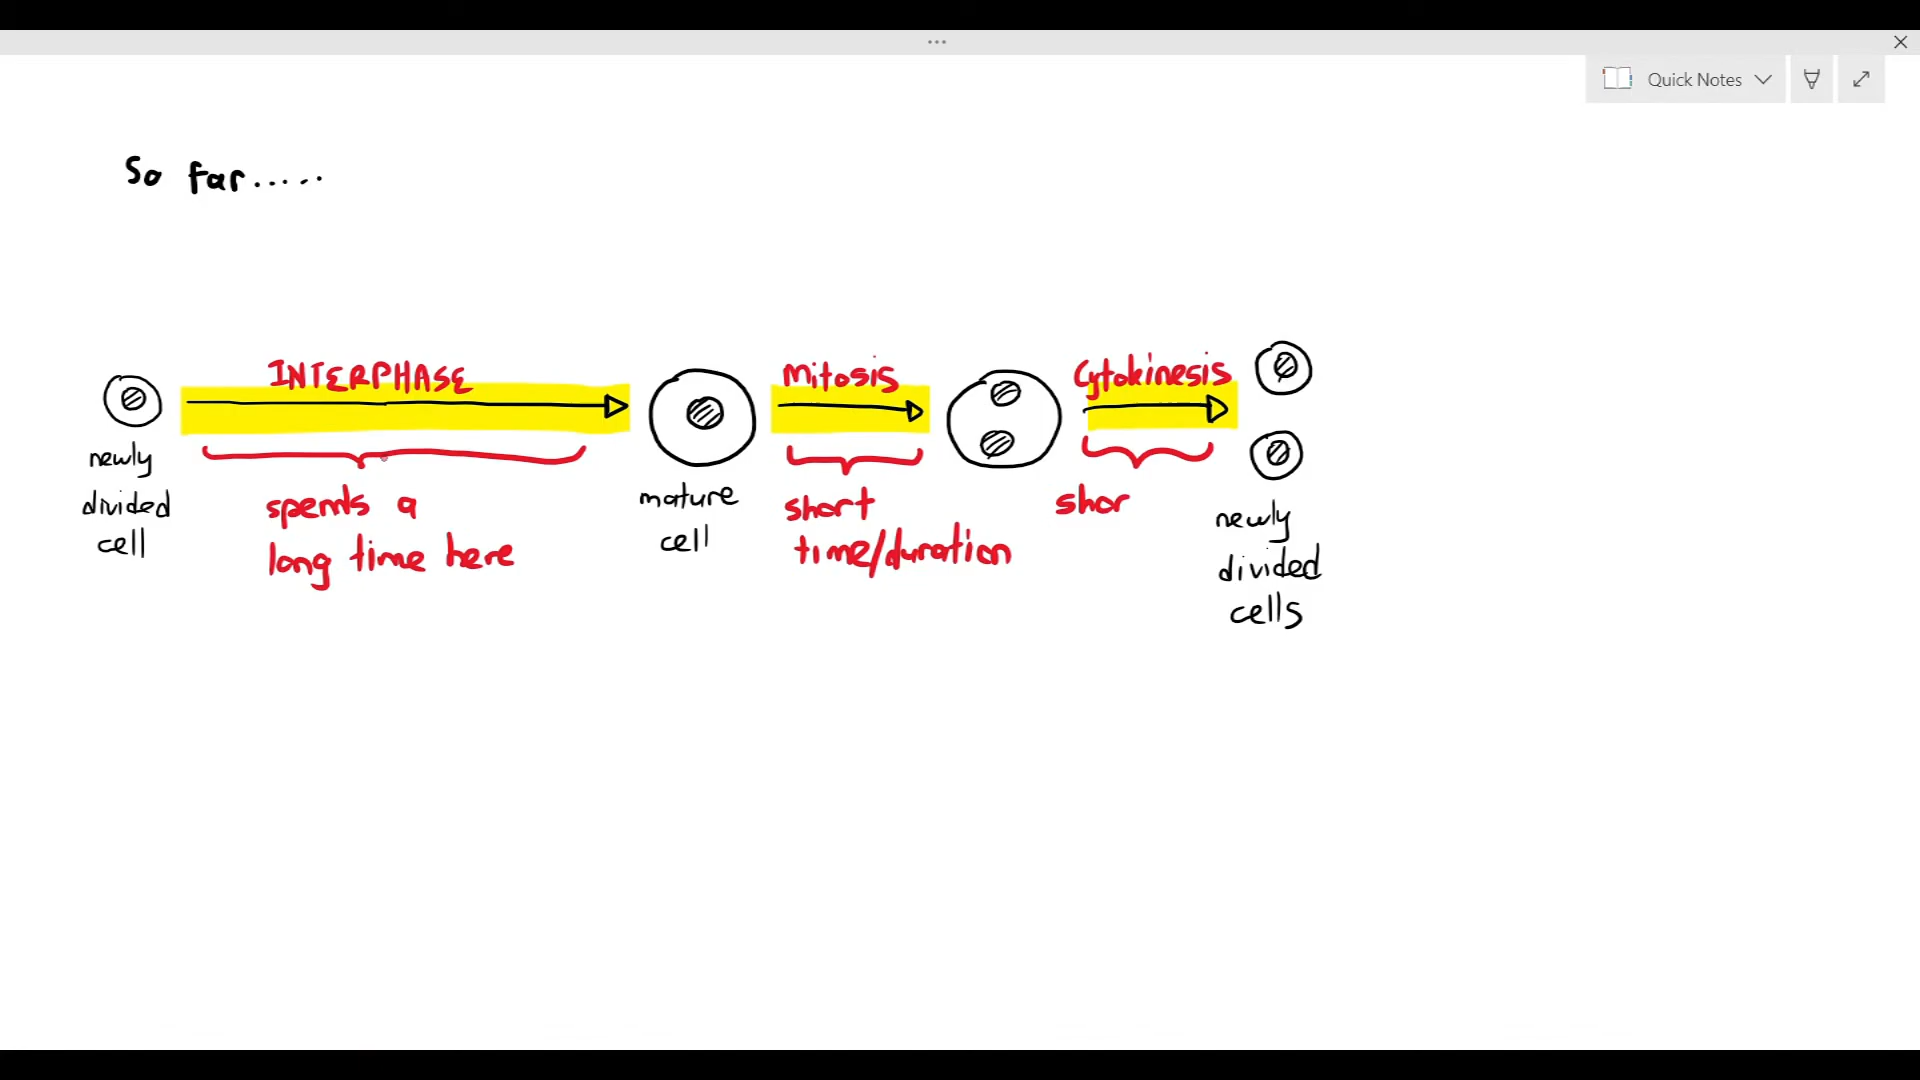 Quick Notes
So far.....
INTERPHASE
Mitosis
Cytokinesis
newly
divided
cell
spends a
long time here
mature
cell
short
time/duration
shor
newly
divided
cells